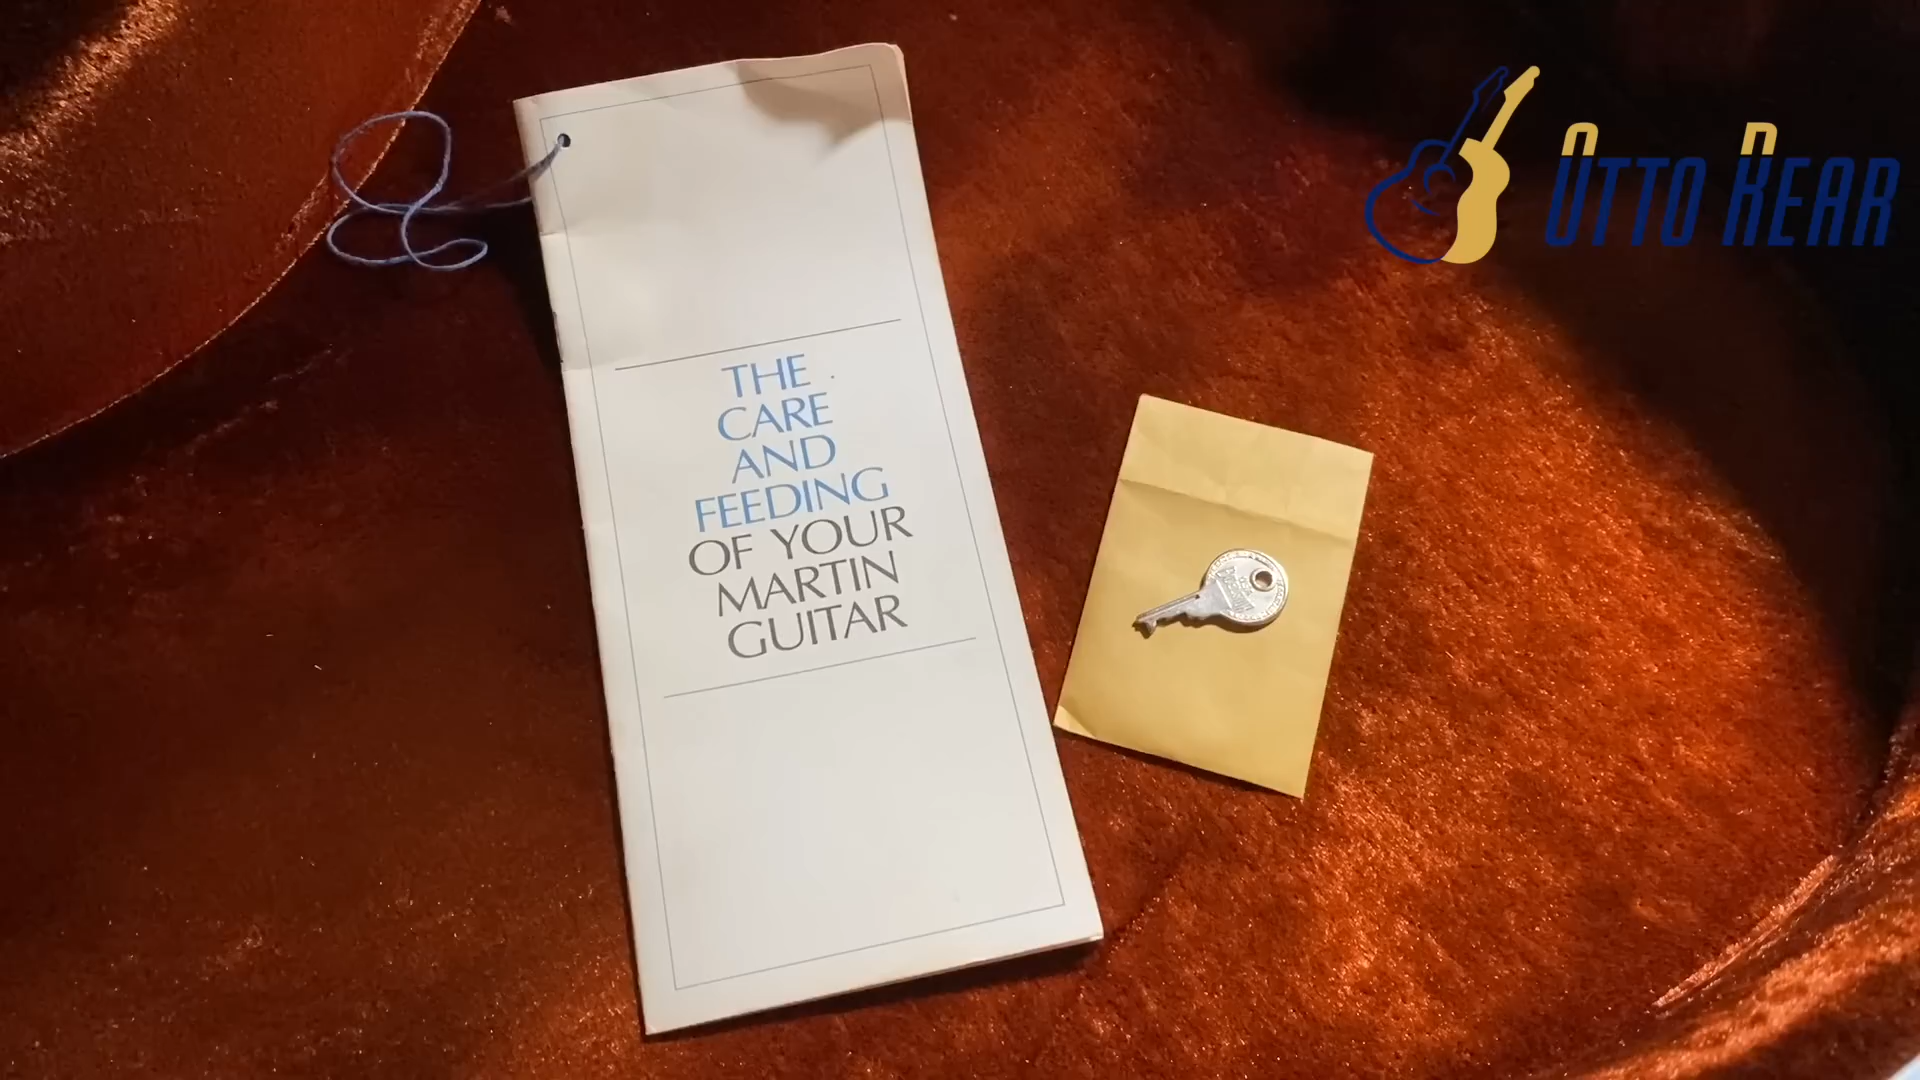 THE
CARE
AND
FEEDING
OF YOUR
MARTIN
GUITAR
OTTO REAR